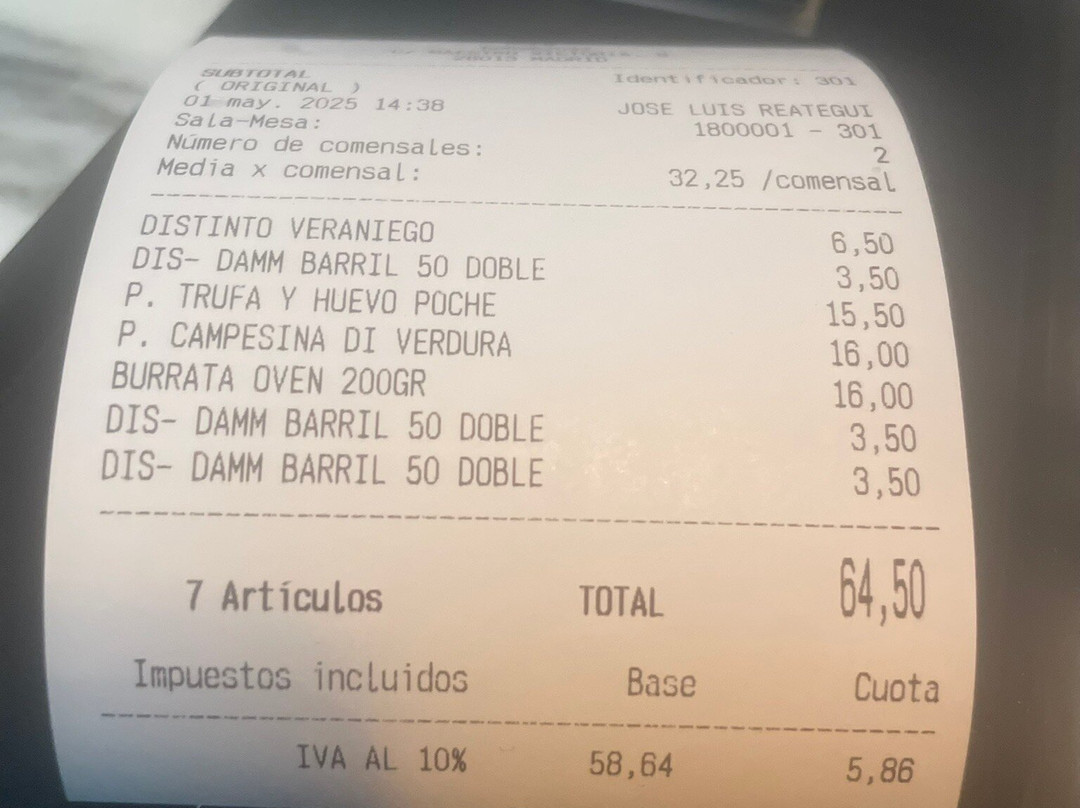 28013 MADRID
SUBTOTAL Identificador: 301
( ORIGINAL )
01 may. 2025 14:38 JOSE LUIS REATEGUI
Sala-Mesa: 1800001 - 301
Número de comensales: 2
Media x comensal: 32,25 /comensal
DISTINTO VERANIEGO 6,50
DIS- DAMM BARRIL 50 DOBLE 3,50
P. TRUFA Y HUEVO POCHE 15,50
P. CAMPESINA DI VERDURA 16,00
BURRATA OVEN 200GR 16,00
DIS- DAMM BARRIL 50 DOBLE 3,50
DIS- DAMM BARRIL 50 DOBLE 3,50
7 Artículos TOTAL 64,50
Impuestos incluidos Base Cuota
IVA AL 10% 58,64 5,86